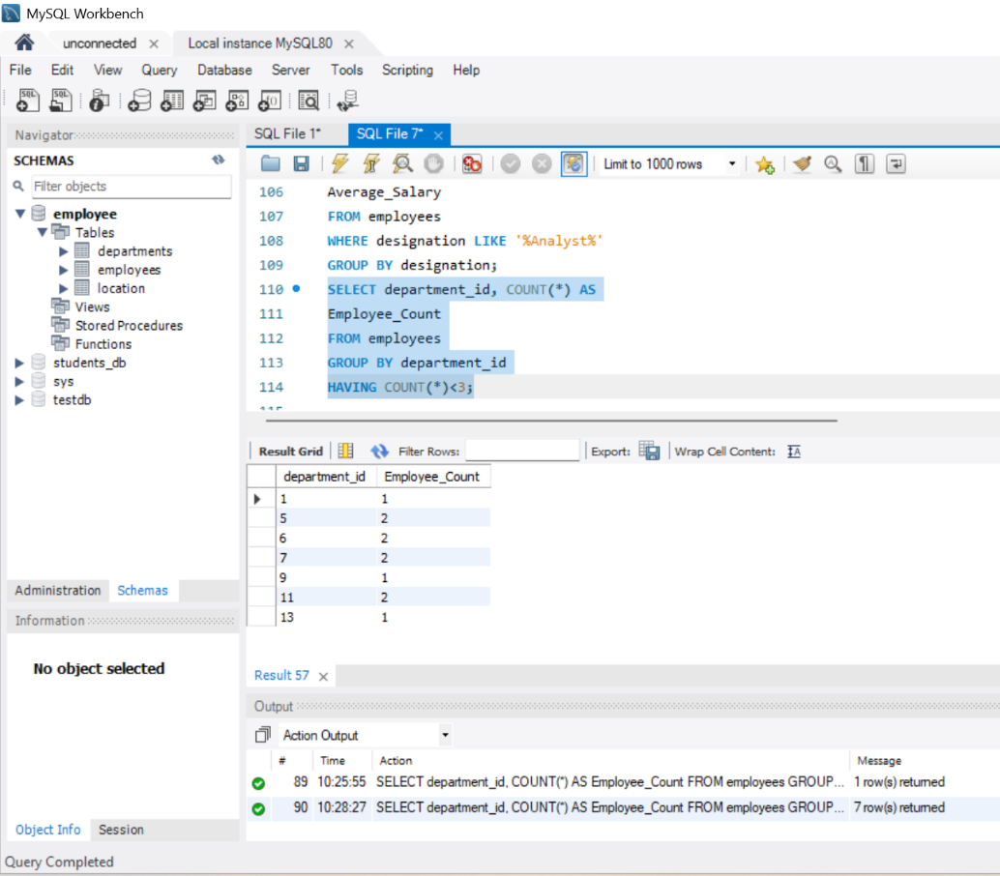 MySQL Workbench
unconnected
Local instance MySQL80
File Edit View Query Database Server Tools Scripting Help
Navigator
SQL File 1*
SQL File 7*
SCHEMAS
Limit to 1000 rows
Filter objects
employee
Tables
departments
employees
location
Views
Stored Procedures
Functions
students_db
sys
testdb
106 Average_Salary
107 FROM employees
108 WHERE designation LIKE '%Analyst%'
109 GROUP BY designation;
110 SELECT department_id, COUNT(*) AS
111 Employee_Count
112 FROM employees
113 GROUP BY department_id
114 HAVING COUNT(*)<3;
115
Result Grid Filter Rows: Export: Wrap Cell Content:
department_id Employee_Count
1 1
5 2
6 2
7 2
9 1
11 2
13 1
Administration Schemas
Information
No object selected
Result 57
Output
Action Output
# Time Action Message
89 10:25:55 SELECT department_id, COUNT(*) AS Employee_Count FROM employees GROUP... 1 row(s) returned
90 10:28:27 SELECT department_id, COUNT(*) AS Employee_Count FROM employees GROUP... 7 row(s) returned
Object Info Session
Query Completed